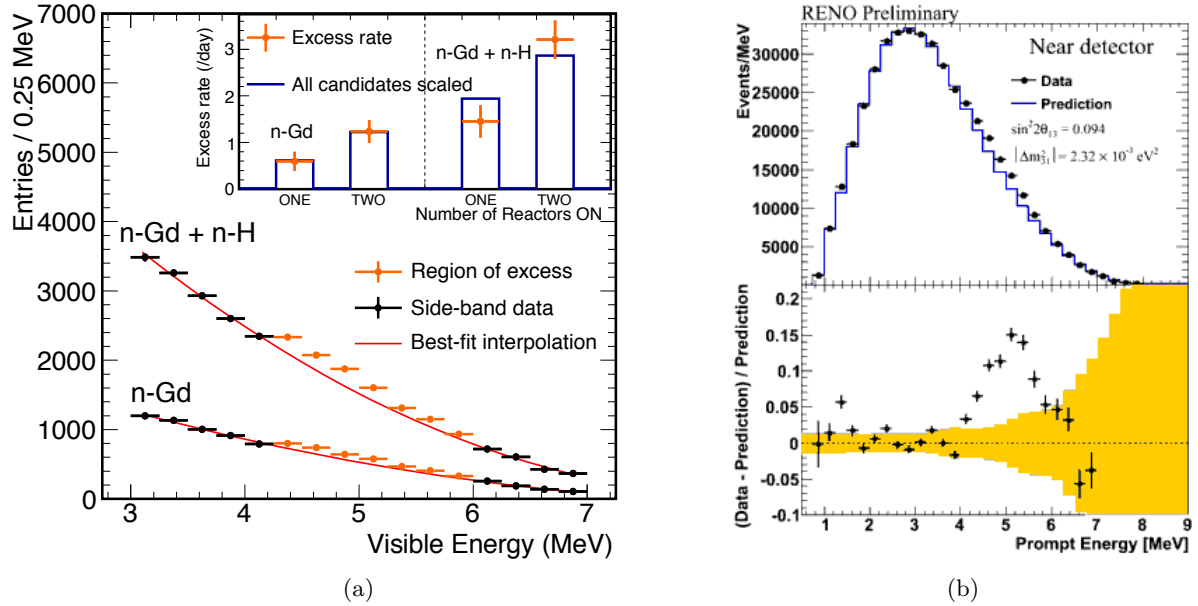 7000
6000
5000
4000
3000
2000
1000
0
Entries / 0.25 MeV
3
2
1
0
Excess rate (/day)
Excess rate
All candidates scaled
n-Gd
n-Gd + n-H
ONE
TWO
ONE
TWO
Number of Reactors ON
n-Gd + n-H
n-Gd
Region of excess
Side-band data
Best-fit interpolation
3
4
5
6
7
Visible Energy (MeV)
(a)
RENO Preliminary
Near detector
Data
Prediction
sin²2θ₁₃ = 0.094
|Δm²₃₁| = 2.32 × 10⁻³ eV²
Events/MeV
30000
25000
20000
15000
10000
5000
(Data - Prediction) / Prediction
0.2
0.15
0.1
0.05
0
-0.05
-0.1
1
2
3
4
5
6
7
8
9
Prompt Energy [MeV]
(b)